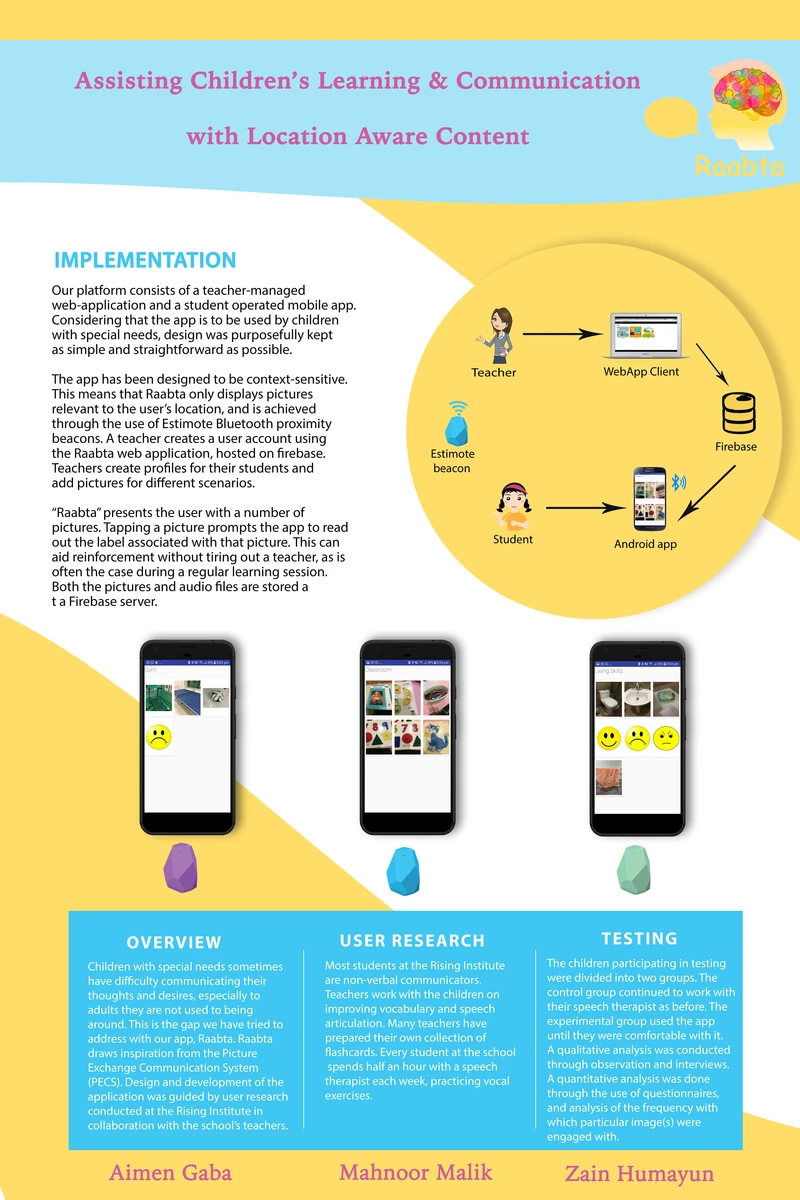 Assisting Children’s Learning & Communication
with Location Aware Content
Raabta
IMPLEMENTATION
Our platform consists of a teacher-managed
web-application and a student operated mobile app.
Considering that the app is to be used by children
with special needs, design was purposefully kept
as simple and straightforward as possible.
The app has been designed to be context-sensitive.
This means that Raabta only displays pictures
relevant to the user’s location, and is achieved
through the use of Estimote Bluetooth proximity
beacons. A teacher creates a user account using
the Raabta web application, hosted on firebase.
Teachers create profiles for their students and
add pictures for different scenarios.
“Raabta” presents the user with a number of
pictures. Tapping a picture prompts the app to read
out the label associated with that picture. This can
aid reinforcement without tiring out a teacher, as is
often the case during a regular learning session.
Both the pictures and audio files are stored a
t a Firebase server.
Teacher
WebApp Client
Firebase
Estimote
beacon
Student
Android app
Gym
Classroom
Living Skills
OVERVIEW
Children with special needs sometimes
have difficulty communicating their
thoughts and desires, especially to
adults they are not used to being
around. This is the gap we have tried to
address with our app, Raabta. Raabta
draws inspiration from the Picture
Exchange Communication System
(PECS). Design and development of the
application was guided by user research
conducted at the Rising Institute in
collaboration with the school’s teachers.
USER RESEARCH
Most students at the Rising Institute
are non-verbal communicators.
Teachers work with the children on
improving vocabulary and speech
articulation. Many teachers have
prepared their own collection of
flashcards. Every student at the school
spends half an hour with a speech
therapist each week, practicing vocal
exercises.
TESTING
The children participating in testing
were divided into two groups. The
control group continued to work with
their speech therapist as before. The
experimental group used the app
until they were comfortable with it.
A qualitative analysis was conducted
through observation and interviews.
A quantitative analysis was done
through the use of questionnaires,
and analysis of the frequency with
which particular image(s) were
engaged with.
Aimen Gaba
Mahnoor Malik
Zain Humayun